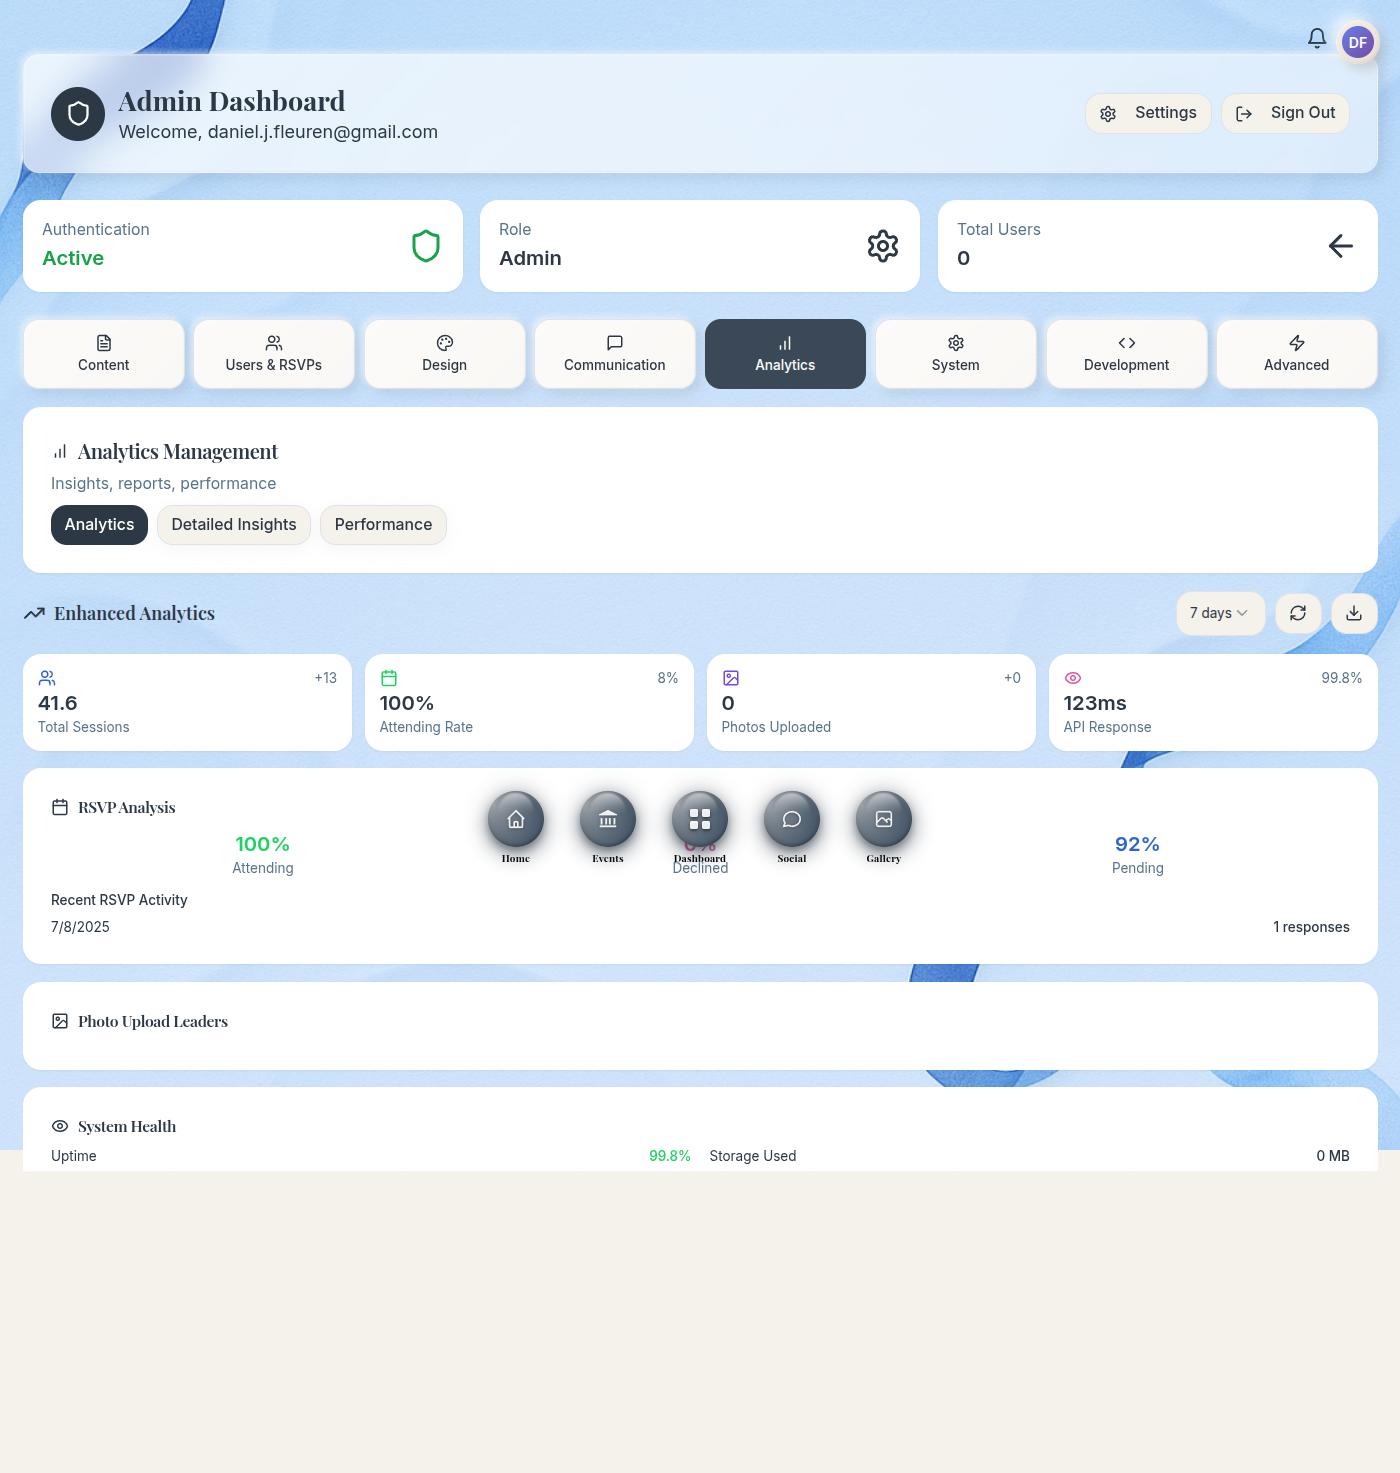 DF
Admin Dashboard
Welcome, daniel.j.fleuren@gmail.com
Settings
Sign Out
Authentication
Active
Role
Admin
Total Users
0
Content
Users & RSVPs
Design
Communication
Analytics
System
Development
Advanced
Analytics Management
Insights, reports, performance
Analytics
Detailed Insights
Performance
Enhanced Analytics
7 days
+13
41.6
Total Sessions
8%
100%
Attending Rate
+0
0
Photos Uploaded
99.8%
123ms
API Response
RSVP Analysis
100%
Attending
0%
Declined
92%
Pending
Home
Events
Dashboard
Social
Gallery
Recent RSVP Activity
7/8/2025
1 responses
Photo Upload Leaders
System Health
Uptime
99.8%
Storage Used
0 MB